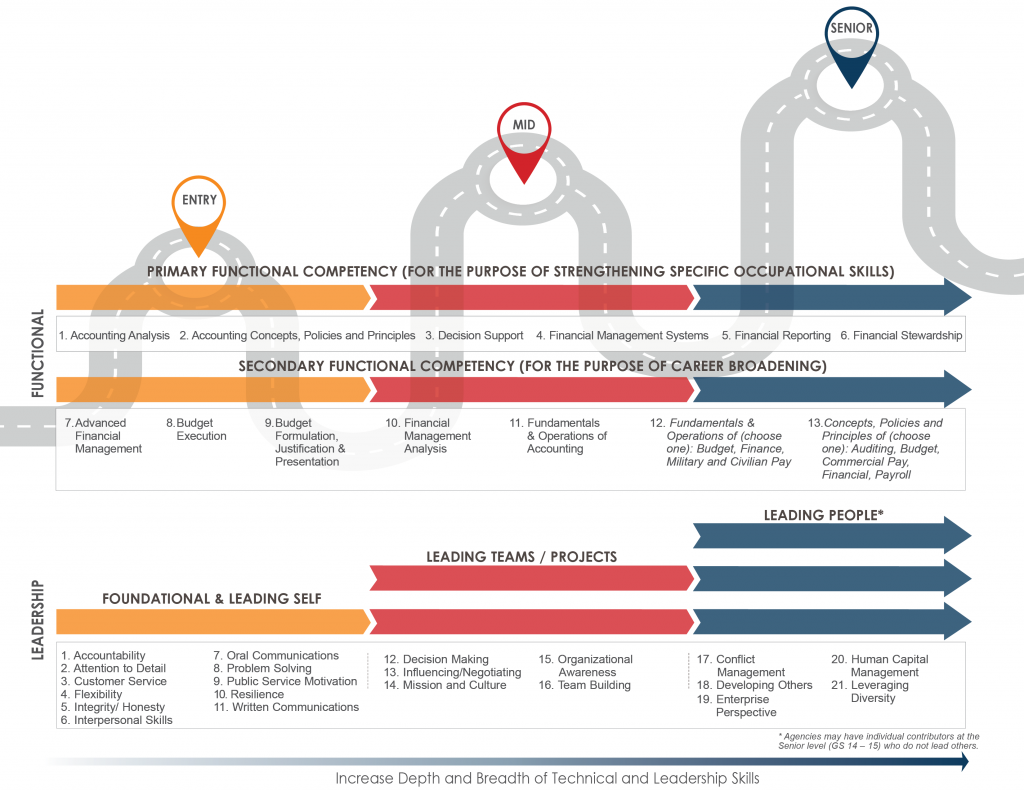 SENIOR
MID
ENTRY
PRIMARY FUNCTIONAL COMPETENCY (FOR THE PURPOSE OF STRENGTHENING SPECIFIC OCCUPATIONAL SKILLS)
FUNCTIONAL
1. Accounting Analysis 2. Accounting Concepts, Policies and Principles 3. Decision Support 4. Financial Management Systems 5. Financial Reporting 6. Financial Stewardship
SECONDARY FUNCTIONAL COMPETENCY (FOR THE PURPOSE OF CAREER BROADENING)
7. Advanced
Financial
Management
8. Budget
Execution
9. Budget
Formulation,
Justification &
Presentation
10. Financial
Management
Analysis
11. Fundamentals
& Operations of
Accounting
12. Fundamentals &
Operations of (choose
one): Budget, Finance,
Military and Civilian Pay
13. Concepts, Policies and
Principles of (choose
one): Auditing, Budget,
Commercial Pay,
Financial, Payroll
LEADERSHIP
LEADING PEOPLE*
LEADING TEAMS / PROJECTS
FOUNDATIONAL & LEADING SELF
1. Accountability
2. Attention to Detail
3. Customer Service
4. Flexibility
5. Integrity/ Honesty
6. Interpersonal Skills
7. Oral Communications
8. Problem Solving
9. Public Service Motivation
10. Resilience
11. Written Communications
12. Decision Making
13. Influencing/Negotiating
14. Mission and Culture
15. Organizational
Awareness
16. Team Building
17. Conflict
Management
18. Developing Others
19. Enterprise
Perspective
20. Human Capital
Management
21. Leveraging
Diversity
* Agencies may have individual contributors at the
Senior level (GS 14 – 15) who do not lead others.
Increase Depth and Breadth of Technical and Leadership Skills